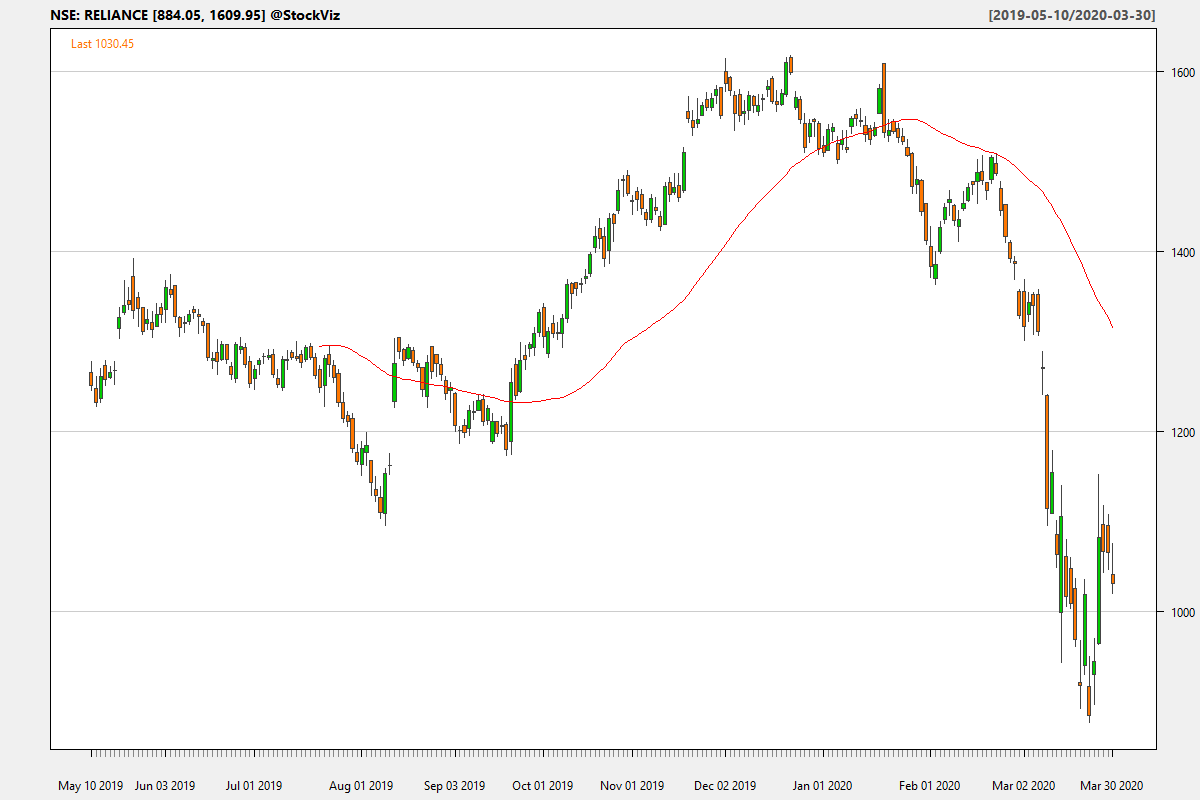 NSE: RELIANCE [884.05, 1609.95] @StockViz
[2019-05-10/2020-03-30]
Last 1030.45
1600
1400
1200
1000
May 10 2019 Jun 03 2019 Jul 01 2019 Aug 01 2019 Sep 03 2019 Oct 01 2019 Nov 01 2019 Dec 02 2019 Jan 01 2020 Feb 01 2020 Mar 02 2020 Mar 30 2020